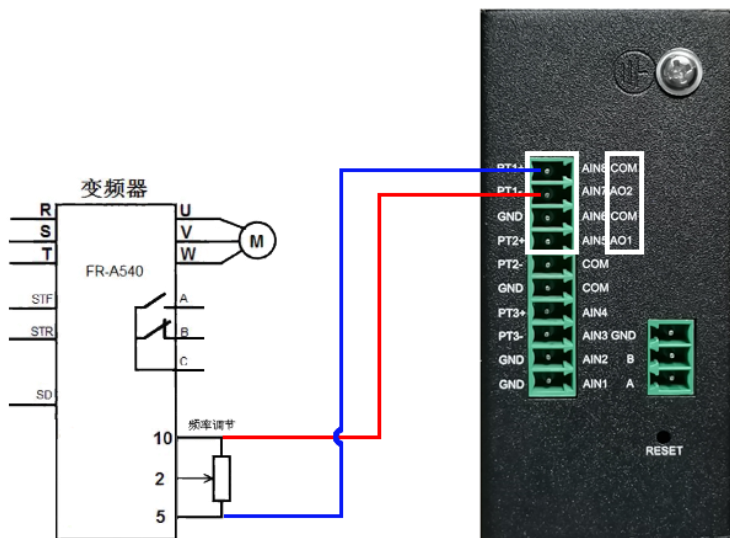 变频器
R
S
T
U
V
W
M
FR-A540
STF
STR
SD
A
B
C
频率调节
10
2
5
PT1+ AIN8 COM
PT1- AIN7 AO2
GND AIN6 COM
PT2+ AIN5 AO1
PT2- COM
GND COM
PT3+ AIN4
PT3- AIN3 GND
GND AIN2 B
GND AIN1 A
RESET